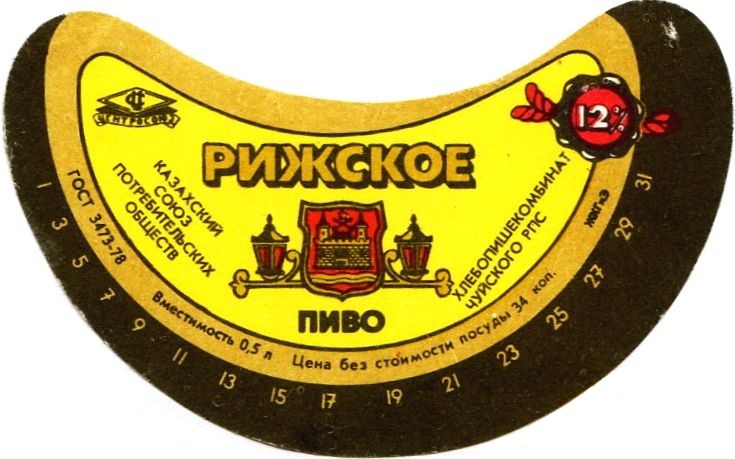 ЦЕНТРОСОЮЗ
12%
РИЖСКОЕ
ПИВО
КАЗАХСКИЙ
СОЮЗ
ПОТРЕБИТЕЛЬСКИХ
ОБЩЕСТВ
ХЛЕБОПИЩЕКОМБИНАТ
ЧУЙСКОГО РПС
ГОСТ 3473-78
Вместимость 0,5 л Цена без стоимости посуды 34 коп.
1 3 5 7 9 11 13 15 17 19 21 23 25 27 29 31